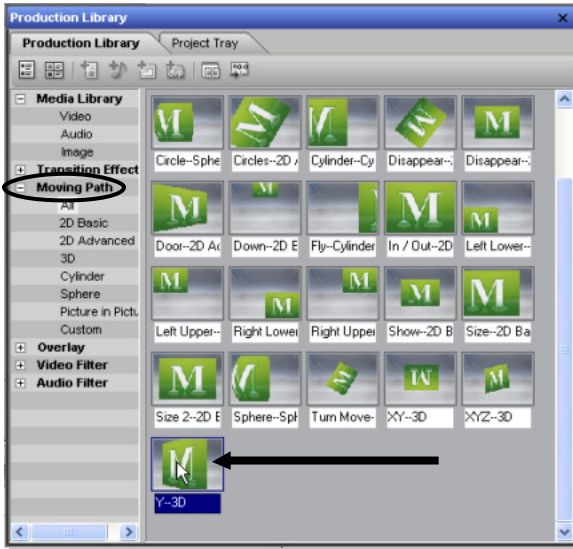 Production Library
Production Library
Project Tray
Media Library
Video
Audio
Image
Transition Effect
Moving Path
All
2D Basic
2D Advanced
3D
Cylinder
Sphere
Picture in Pictu
Custom
Overlay
Video Filter
Audio Filter
Circle--Sphe Circles--2D Cylinder--Cy Disappear-- Disappear--
Door--2D Ad Down--2D E Fly--Cylinder In / Out--2D Left Lower--
Left Upper-- Right Lower Right Upper Show--2D B Size--2D Ba
Size 2--2D E Sphere--Sph Turn Move- XY--3D XYZ--3D
Y--3D